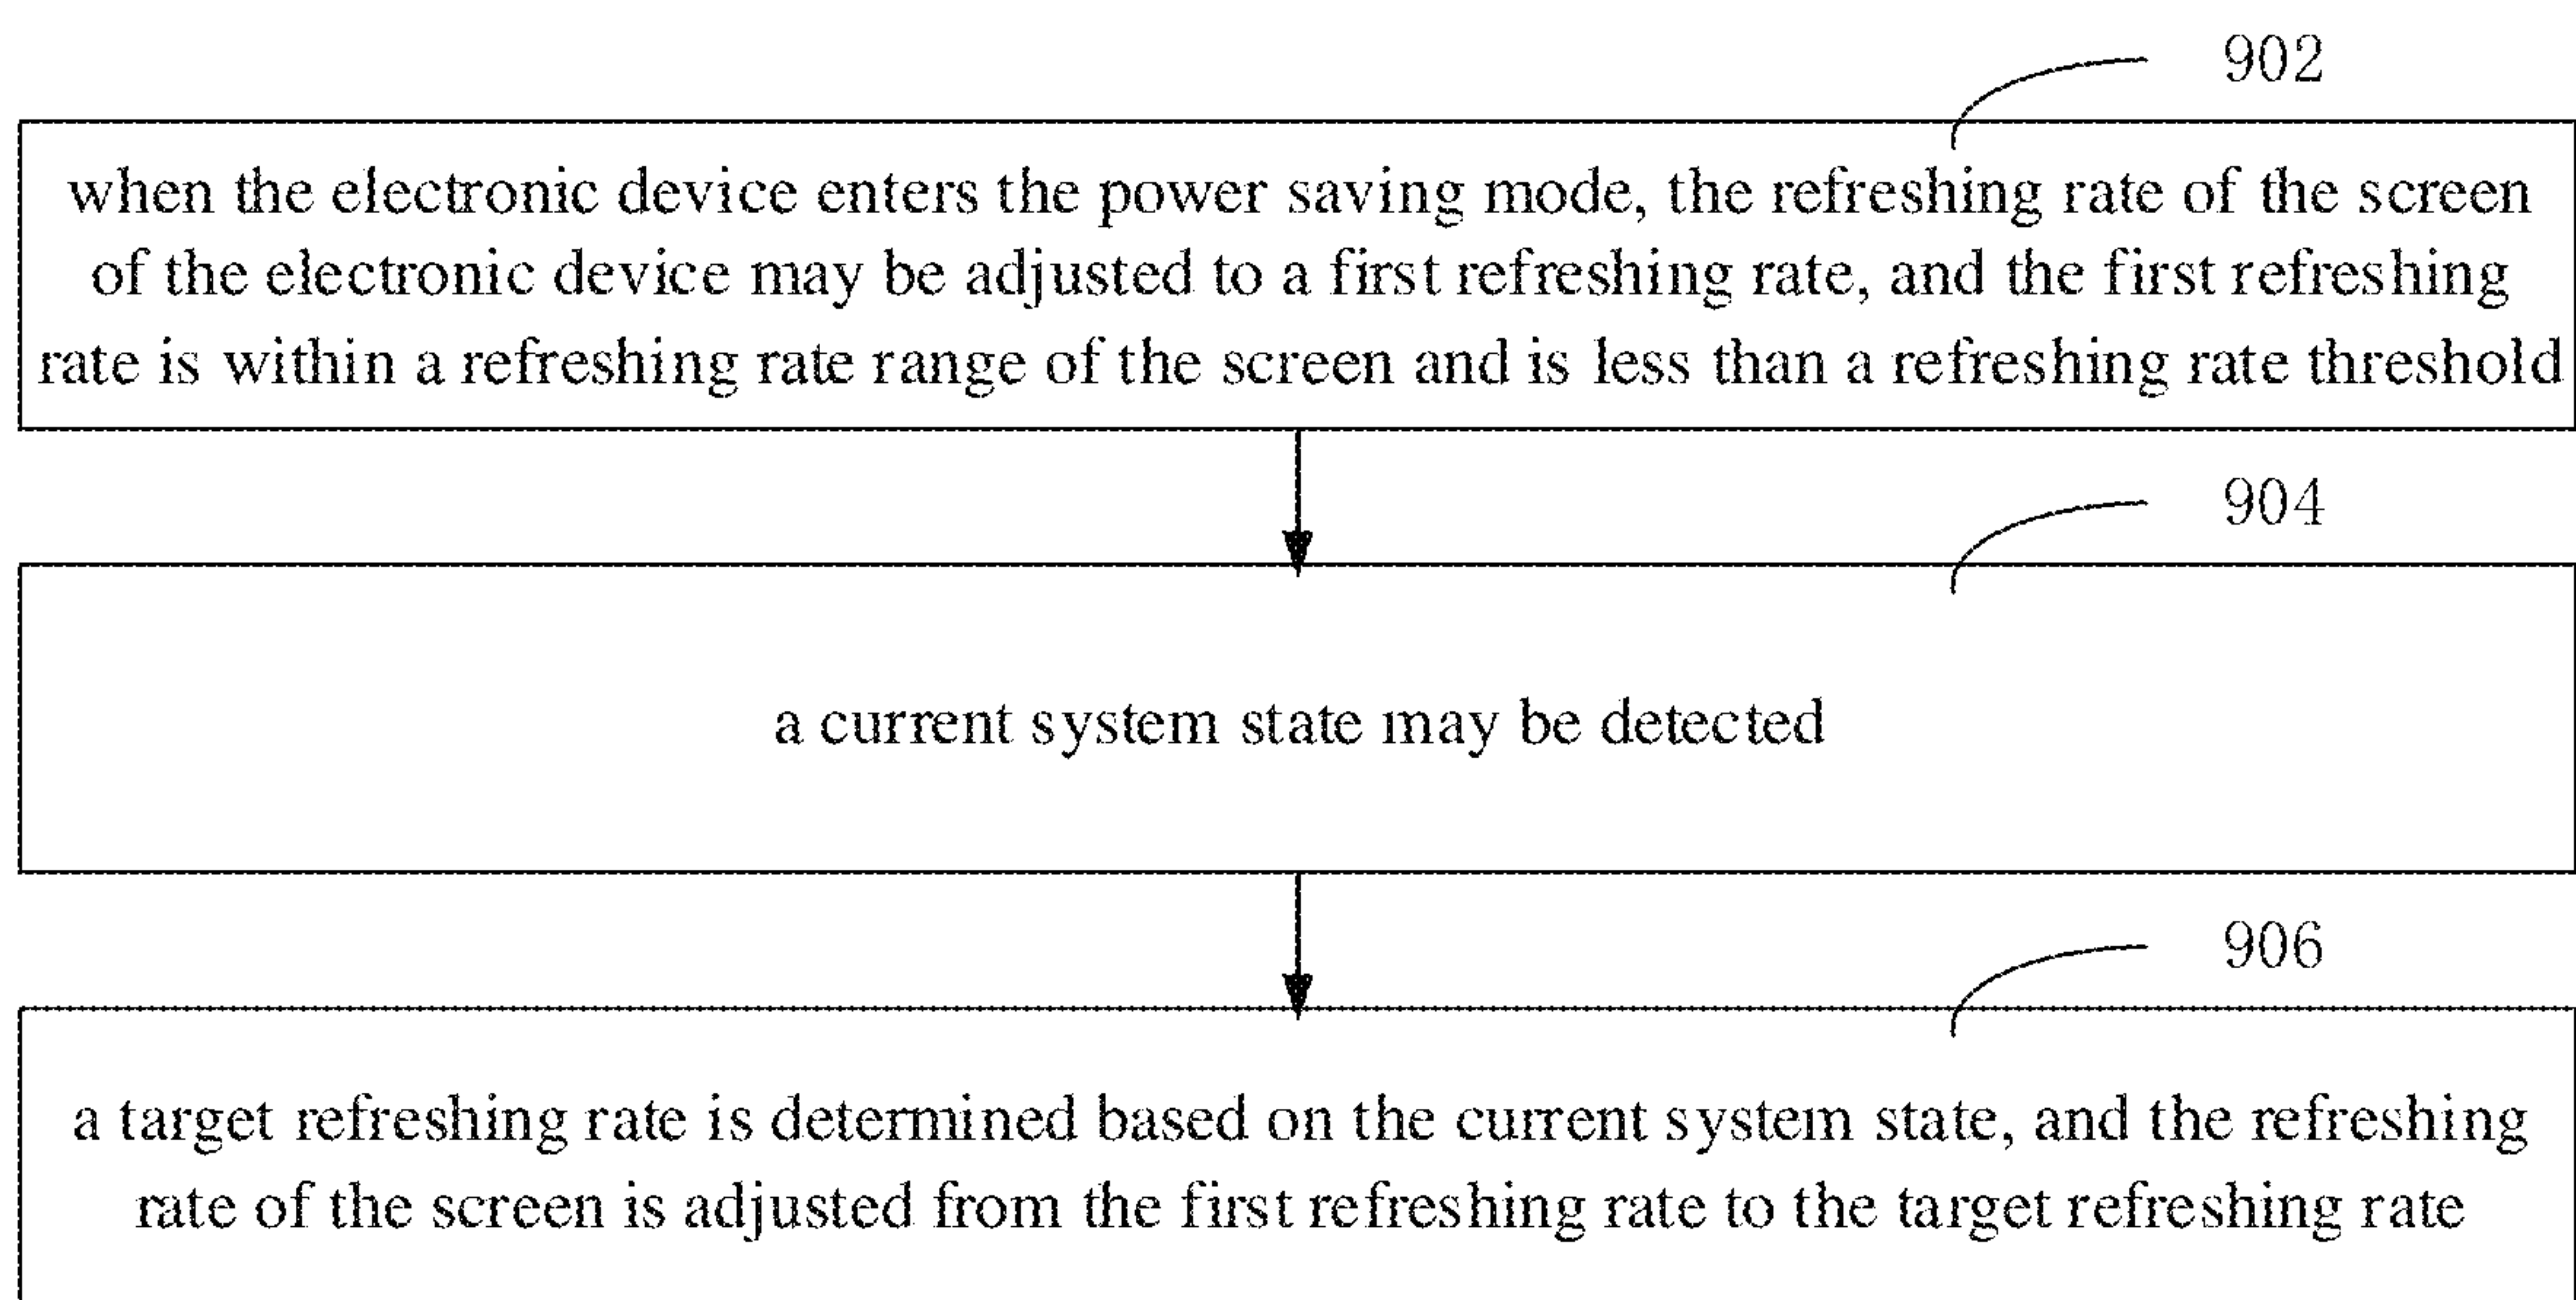 902
when the electronic device enters the power saving mode, the refreshing rate of the screen
of the electronic device may be adjusted to a first refreshing rate, and the first refreshing
rate is within a refreshing rate range of the screen and is less than a refreshing rate threshold
904
a current system state may be detected
906
a target refreshing rate is determined based on the current system state, and the refreshing
rate of the screen is adjusted from the first refreshing rate to the target refreshing rate